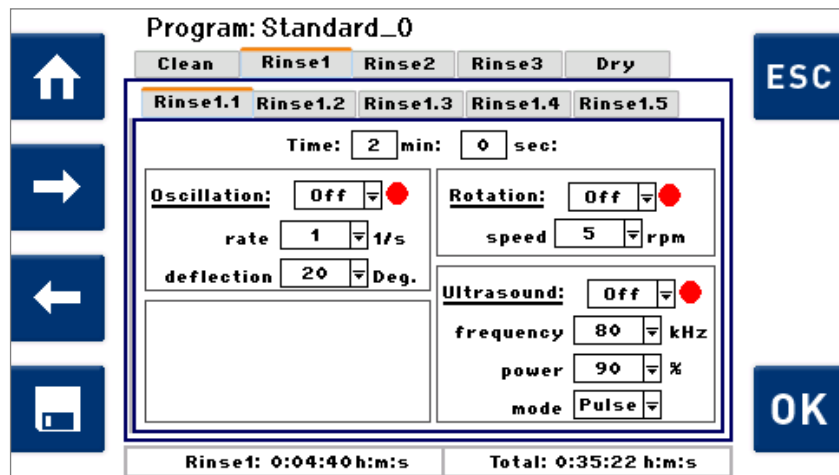 Program: Standard_0
Clean Rinse1 Rinse2 Rinse3 Dry
ESC
Rinse1.1 Rinse1.2 Rinse1.3 Rinse1.4 Rinse1.5
Time: 2 min: 0 sec:
Oscillation: Off
rate 1 1/s
deflection 20 Deg.
Rotation: Off
speed 5 rpm
Ultrasound: Off
frequency 80 kHz
power 90 %
mode Pulse
OK
Rinse1: 0:04:40 h:m:s
Total: 0:35:22 h:m:s